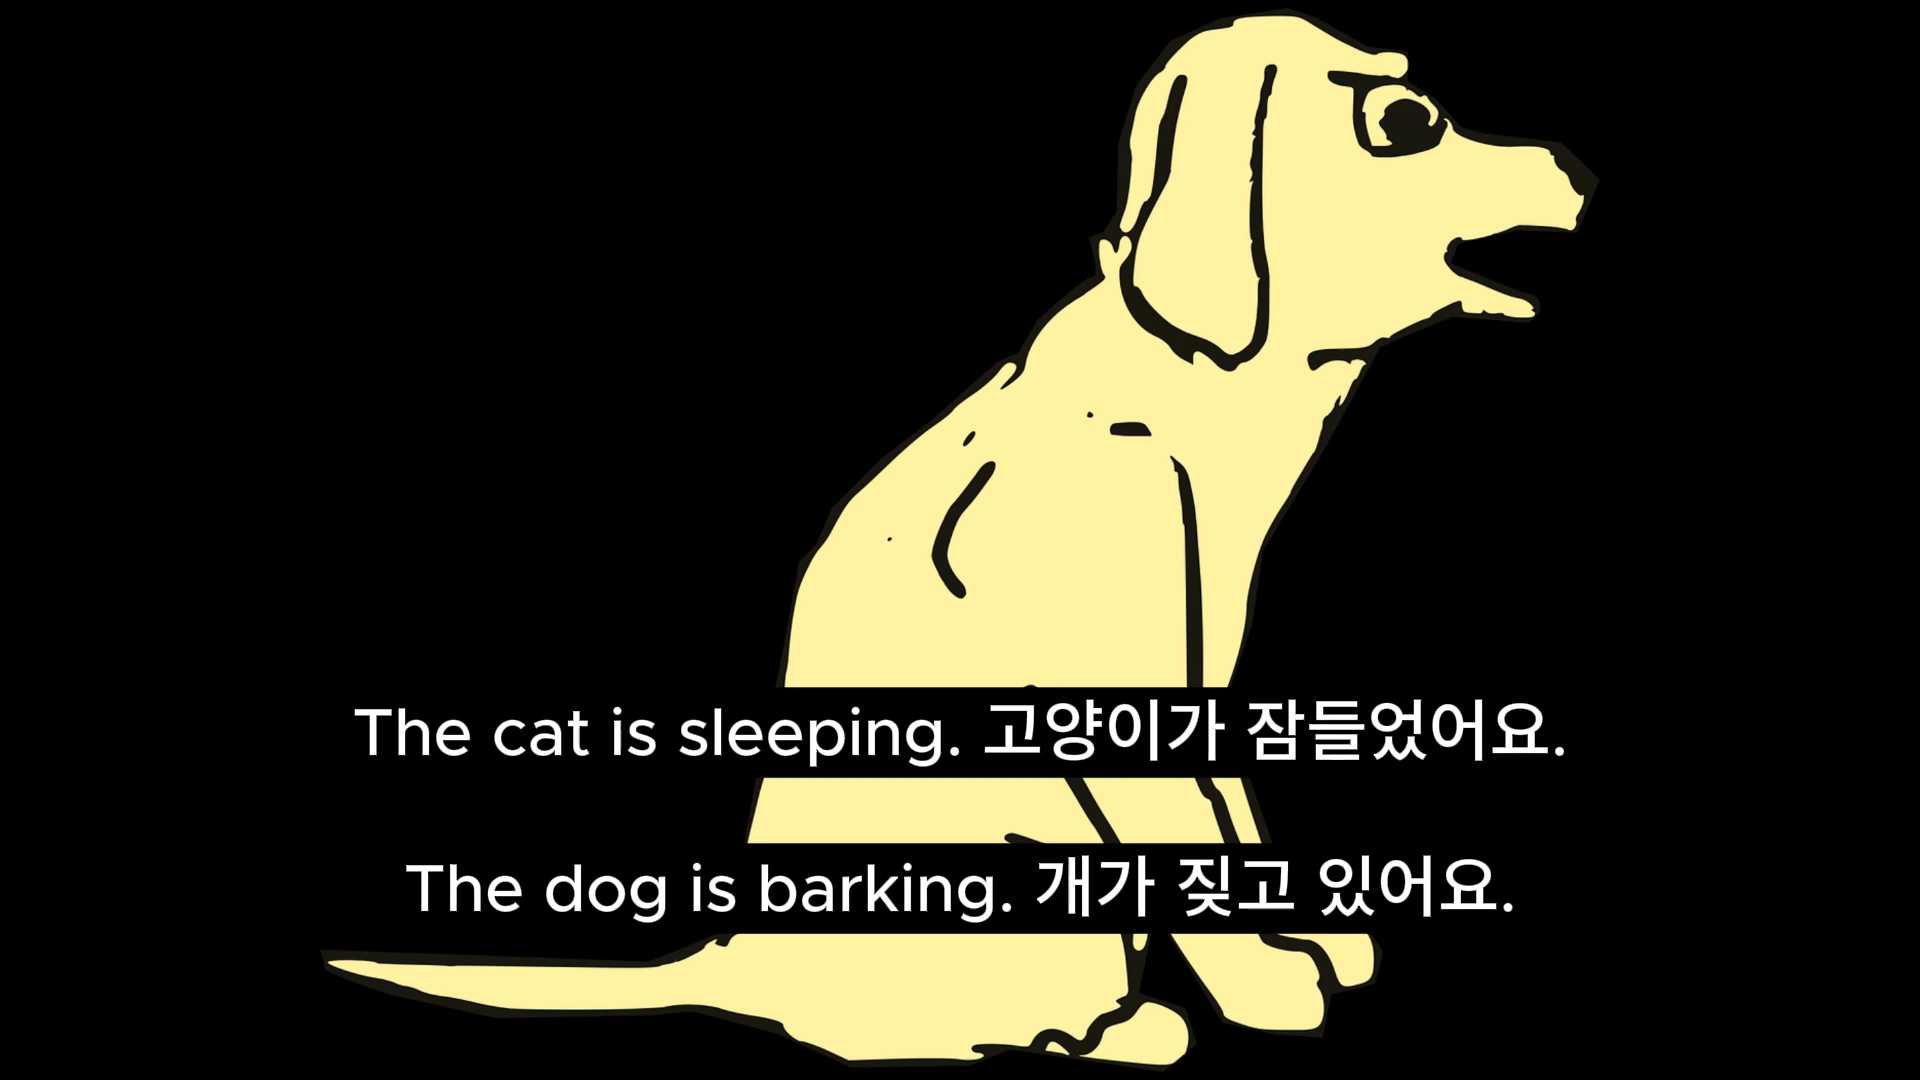 The cat is sleeping. 고양이가 잠들었어요.
The dog is barking. 개가 짖고 있어요.